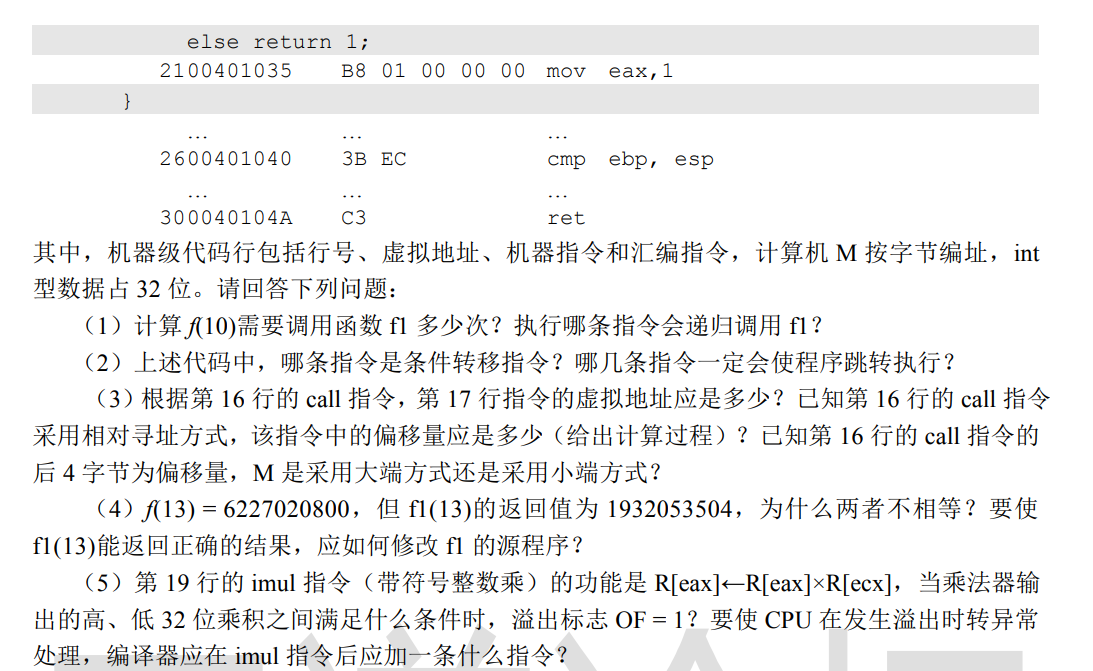 else return 1;
2100401035 B8 01 00 00 00 mov eax,1
}
… … …
2600401040 3B EC cmp ebp, esp
… … …
300040104A C3 ret
其中，机器级代码行包括行号、虚拟地址、机器指令和汇编指令，计算机 M 按字节编址，int
型数据占 32 位。请回答下列问题：
（1）计算 f(10)需要调用函数 f1 多少次？执行哪条指令会递归调用 f1？
（2）上述代码中，哪条指令是条件转移指令？哪几条指令一定会使程序跳转执行？
（3）根据第 16 行的 call 指令，第 17 行指令的虚拟地址应是多少？已知第 16 行的 call 指令
采用相对寻址方式，该指令中的偏移量应是多少（给出计算过程）？已知第 16 行的 call 指令的
后 4 字节为偏移量，M 是采用大端方式还是采用小端方式？
（4）f(13) = 6227020800，但 f1(13)的返回值为 1932053504，为什么两者不相等？要使
f1(13)能返回正确的结果，应如何修改 f1 的源程序？
（5）第 19 行的 imul 指令（带符号整数乘）的功能是 R[eax]←R[eax]×R[ecx]，当乘法器输
出的高、低 32 位乘积之间满足什么条件时，溢出标志 OF = 1？要使 CPU 在发生溢出时转异常
处理，编译器应在 imul 指令后应加一条什么指令？